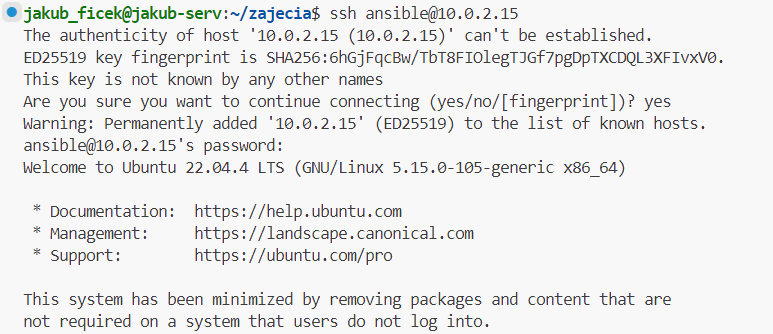 jakub_ficek@jakub-serv:~/zajecia$ ssh ansible@10.0.2.15
The authenticity of host '10.0.2.15 (10.0.2.15)' can't be established.
ED25519 key fingerprint is SHA256:6hGjFqcBw/TbT8FIOlegTJGf7pgDpTXCDQL3XFIvxV0.
This key is not known by any other names
Are you sure you want to continue connecting (yes/no/[fingerprint])? yes
Warning: Permanently added '10.0.2.15' (ED25519) to the list of known hosts.
ansible@10.0.2.15's password:
Welcome to Ubuntu 22.04.4 LTS (GNU/Linux 5.15.0-105-generic x86_64)

 * Documentation:  https://help.ubuntu.com
 * Management:     https://landscape.canonical.com
 * Support:        https://ubuntu.com/pro

This system has been minimized by removing packages and content that are
not required on a system that users do not log into.